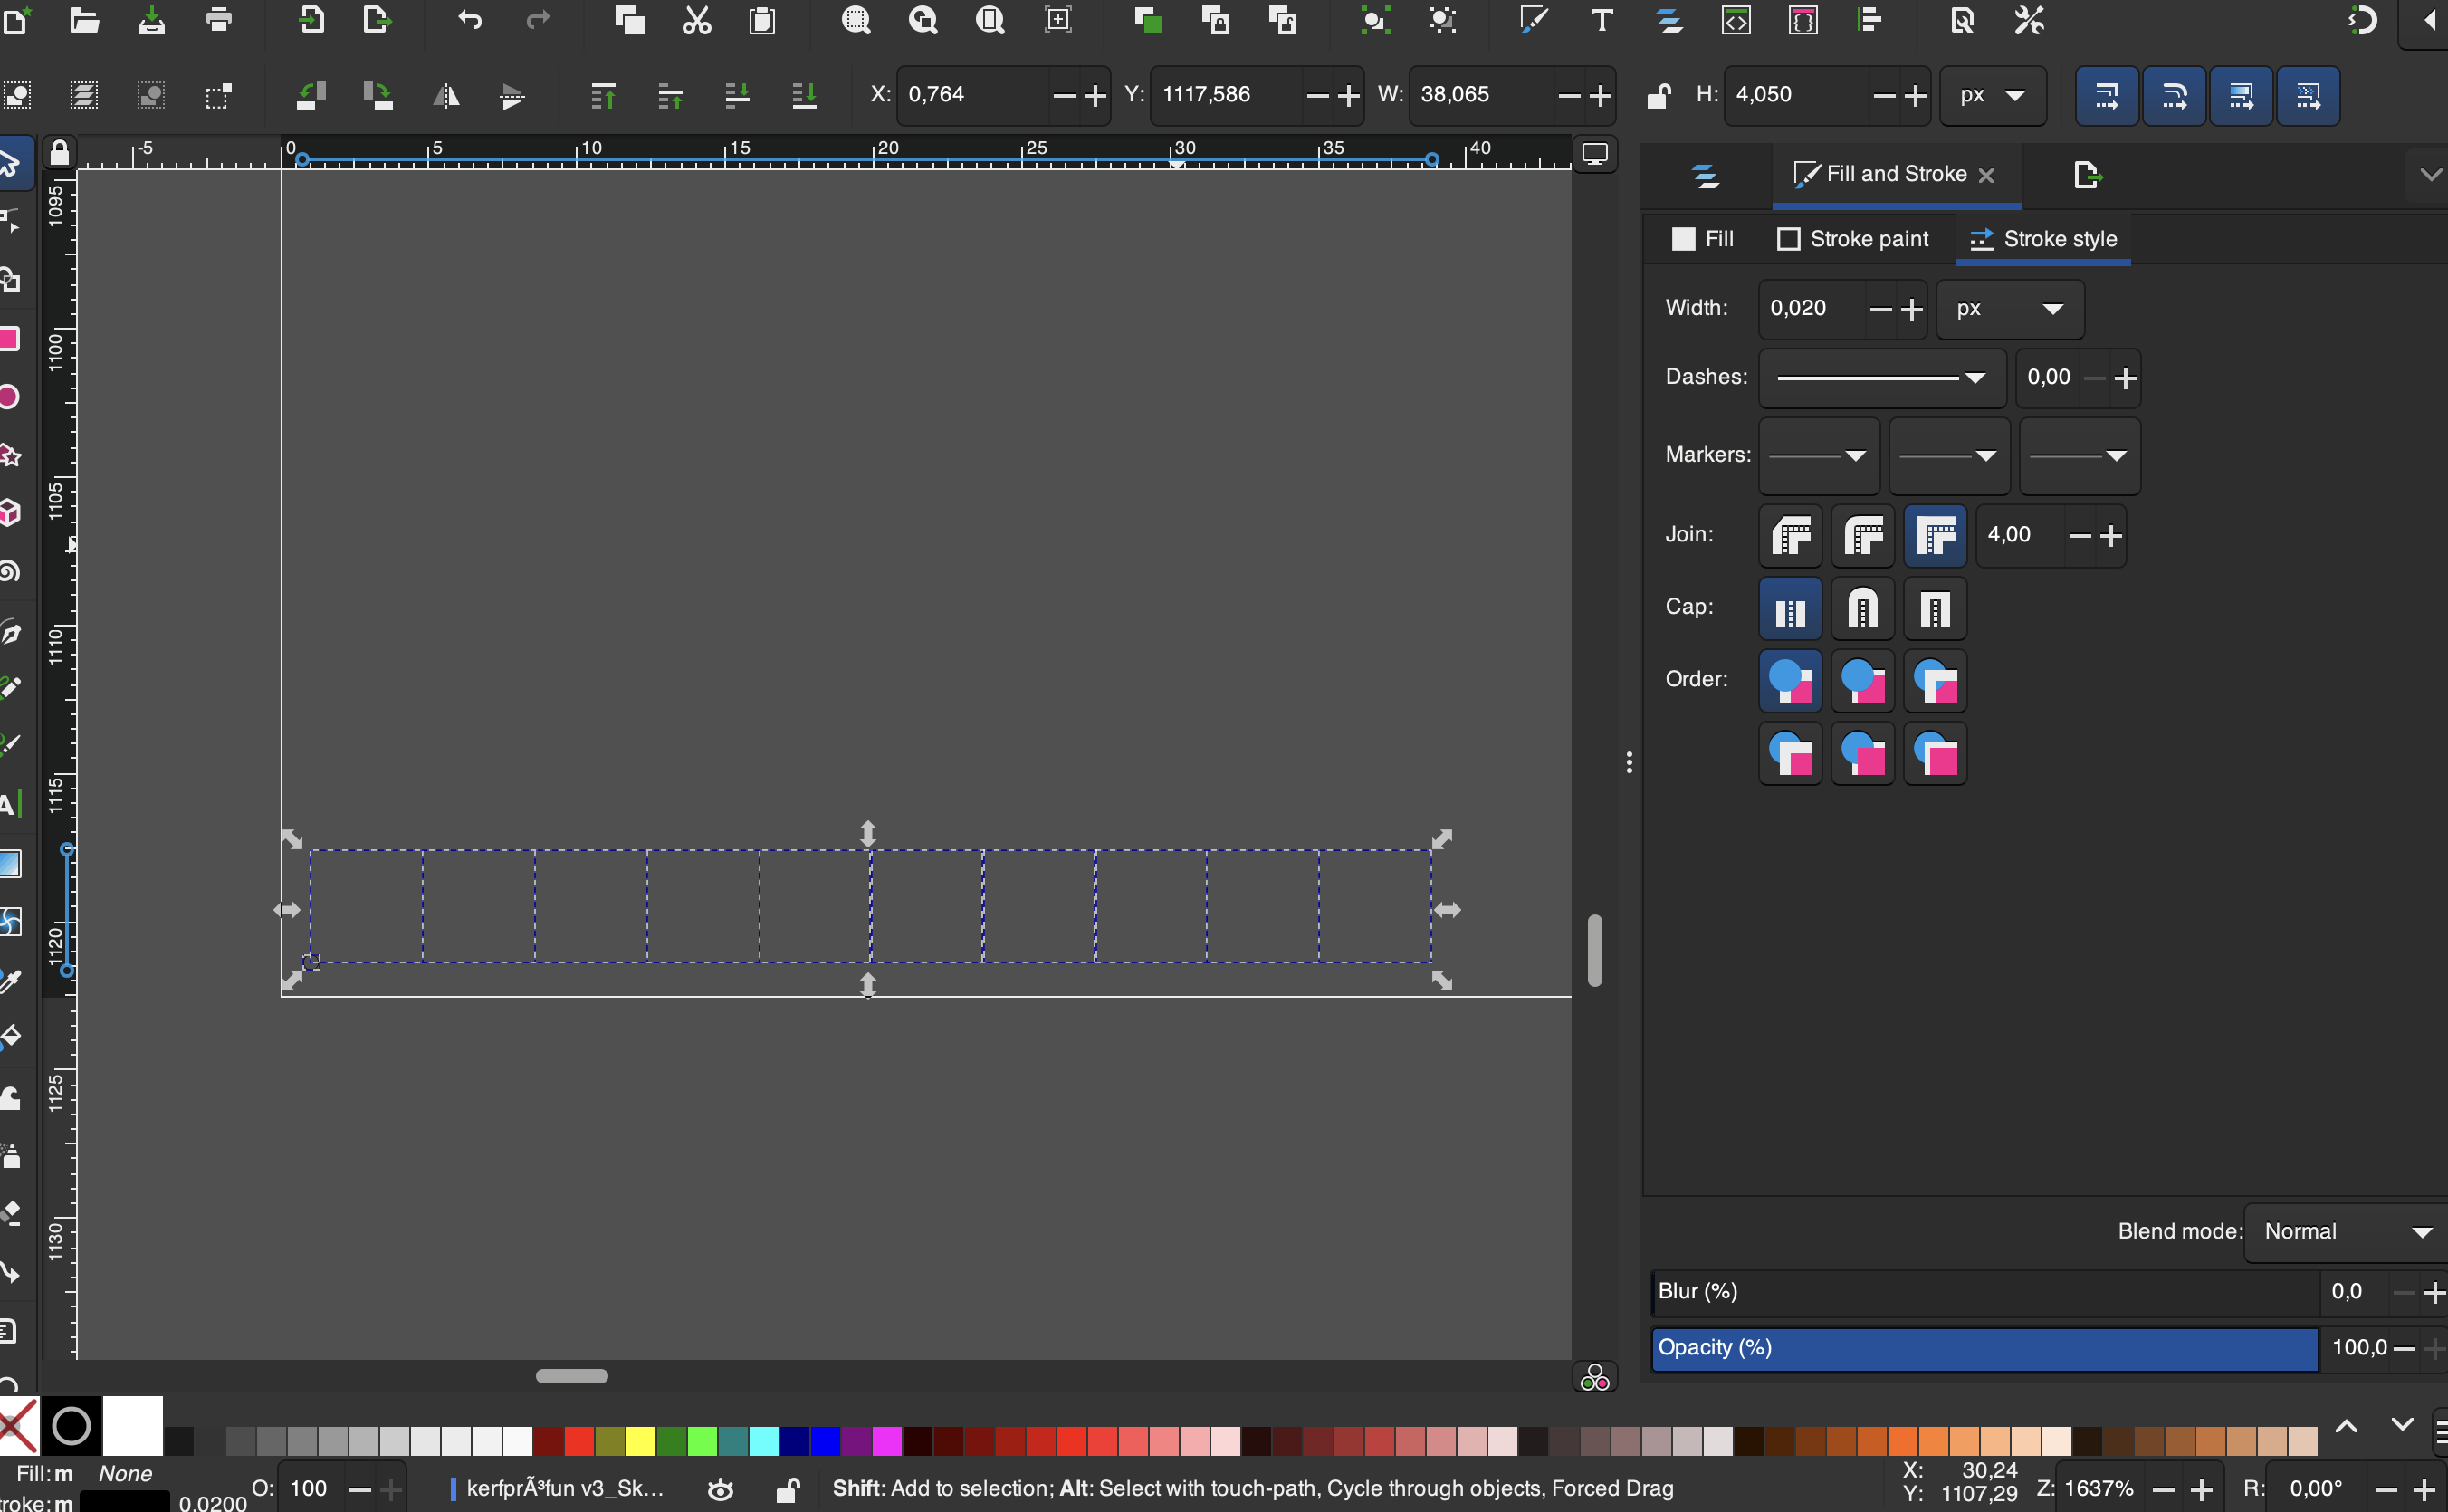 X: 0,764 Y: 1117,586 W: 38,065 H: 4,050 px
-5 0 5 10 15 20 25 30 35 40
1095
1100
1105
1110
1115
1120
1125
1130
Fill and Stroke
Fill Stroke paint Stroke style
Width: 0,020 px
Dashes: 0,00
Markers:
Join: 4,00
Cap:
Order:
Blend mode: Normal
Blur (%) 0,0
Opacity (%) 100,0
Fill: m None
troke: m 0.0200
O: 100
kerfprÃ³fun v3_Sk...
Shift: Add to selection; Alt: Select with touch-path, Cycle through objects, Forced Drag
X: 30,24
Y: 1107,29
Z: 1637%
R: 0,00°